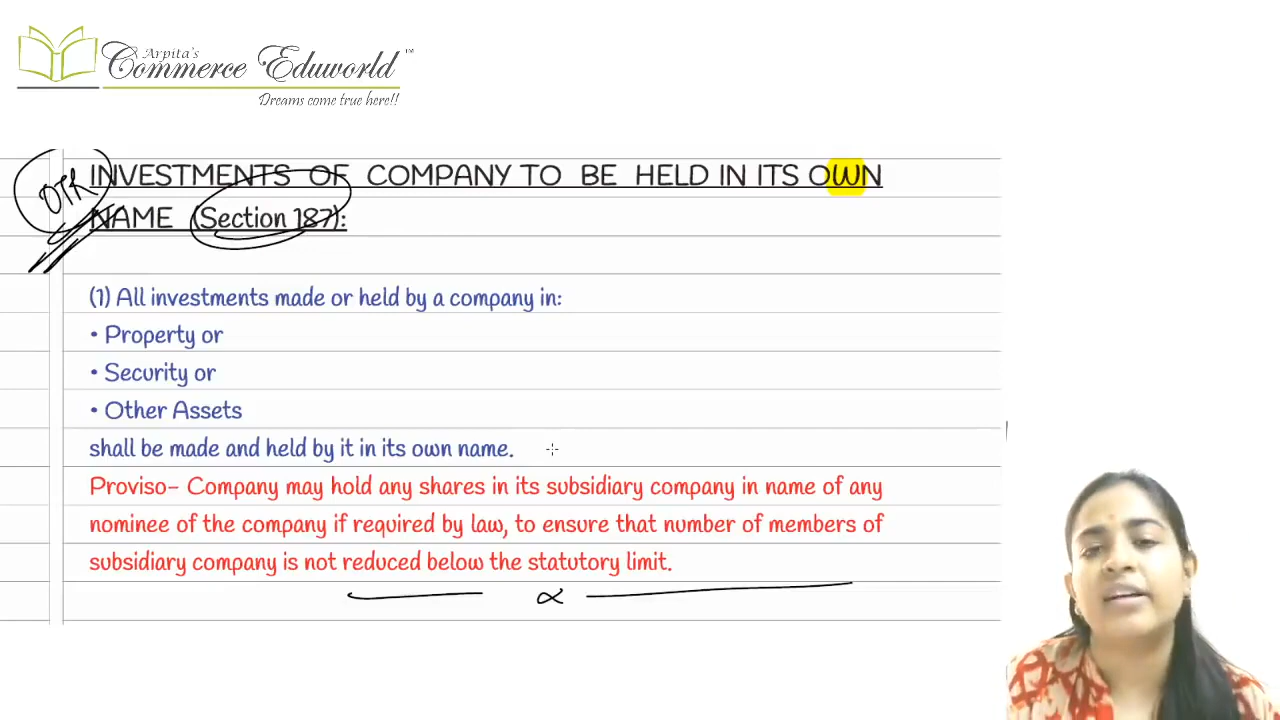 Arpita's
Commerce Eduworld™
Dreams come true here!!
INVESTMENTS OF COMPANY TO BE HELD IN ITS OWN
NAME (Section 187):
OTR
(1) All investments made or held by a company in:
• Property or
• Security or
• Other Assets
shall be made and held by it in its own name.
Proviso- Company may hold any shares in its subsidiary company in name of any
nominee of the company if required by law, to ensure that number of members of
subsidiary company is not reduced below the statutory limit.